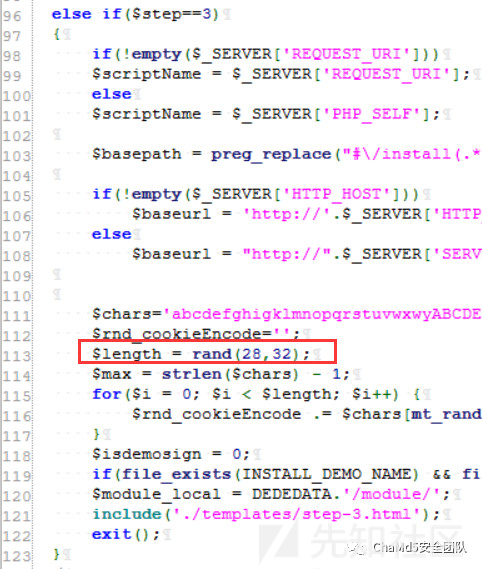 96 else if($step==3)
97 {
98 if(!empty($_SERVER['REQUEST_URI']))¶
99 $scriptName = $_SERVER['REQUEST_URI'];¶
100 else¶
101 $scriptName = $_SERVER['PHP_SELF'];¶
102 ¶
103 $basepath = preg_replace("#\/install(.*
104
105 if(!empty($_SERVER['HTTP_HOST']))¶
106 $baseurl = 'http://'.$_SERVER['HTTP
107 else¶
108 $baseurl = "http://".$_SERVER['SERV
109 ¶
110 ¶
111 $chars='abcdefghigklmnopqrstuvwxwyABCDE
112 $rnd_cookieEncode='';¶
113 $length = rand(28,32);¶
114 $max = strlen($chars) - 1;¶
115 for($i = 0; $i < $length; $i++) {¶
116 $rnd_cookieEncode .= $chars[mt_rand
117 }¶
118 $isdemosign = 0;¶
119 if(file_exists(INSTALL_DEMO_NAME) && fi
120 $module_local = DEDEDATA.'/module/';¶
121 include('./templates/step-3.html');¶
122 exit();¶
123 }¶
先知社区
ChaMd5安全团队